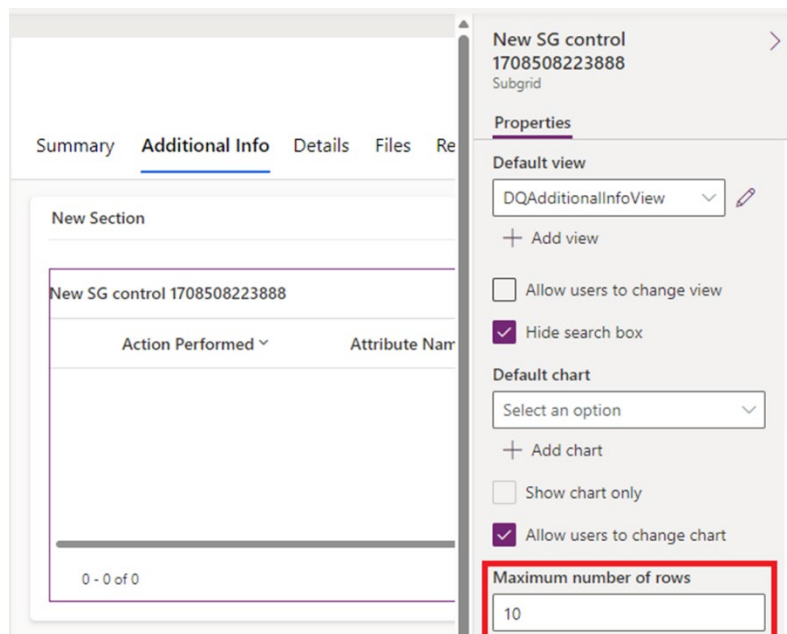 Summary Additional Info Details Files Re
New Section
New SG control 1708508223888
Action Performed Attribute Nam
0 - 0 of 0
New SG control
1708508223888
Subgrid
Properties
Default view
DQAdditionalInfoView
+ Add view
Allow users to change view
Hide search box
Default chart
Select an option
+ Add chart
Show chart only
Allow users to change chart
Maximum number of rows
10